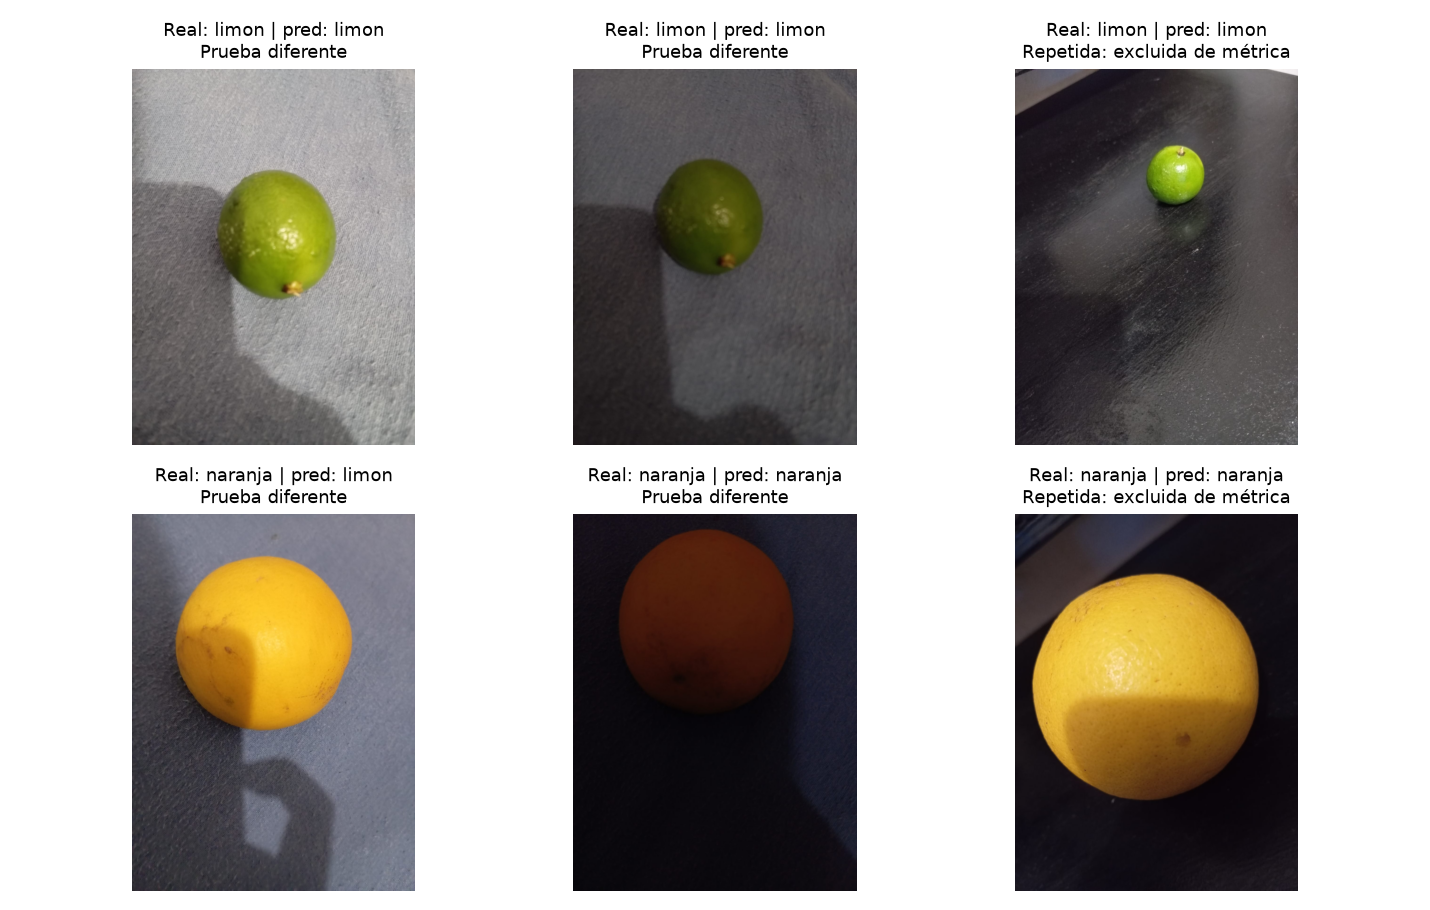 Real: limon | pred: limon
Prueba diferente
Real: limon | pred: limon
Prueba diferente
Real: limon | pred: limon
Repetida: excluida de métrica
Real: naranja | pred: limon
Prueba diferente
Real: naranja | pred: naranja
Prueba diferente
Real: naranja | pred: naranja
Repetida: excluida de métrica